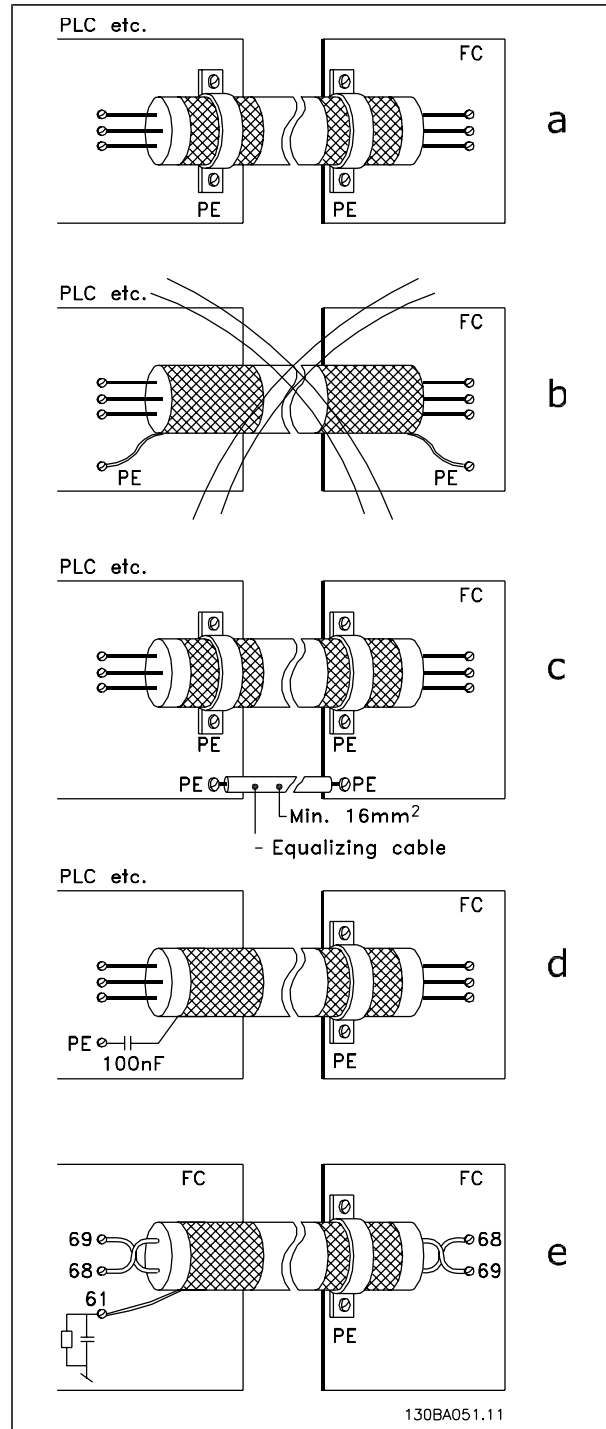 PLC etc.
FC
a
PE
PE
PLC etc.
FC
b
PE
PE
PLC etc.
FC
c
PE
PE
PE
PE
Min. 16mm²
- Equalizing cable
PLC etc.
FC
d
PE
100nF
PE
FC
FC
69
68
68
69
e
61
PE
130BA051.11